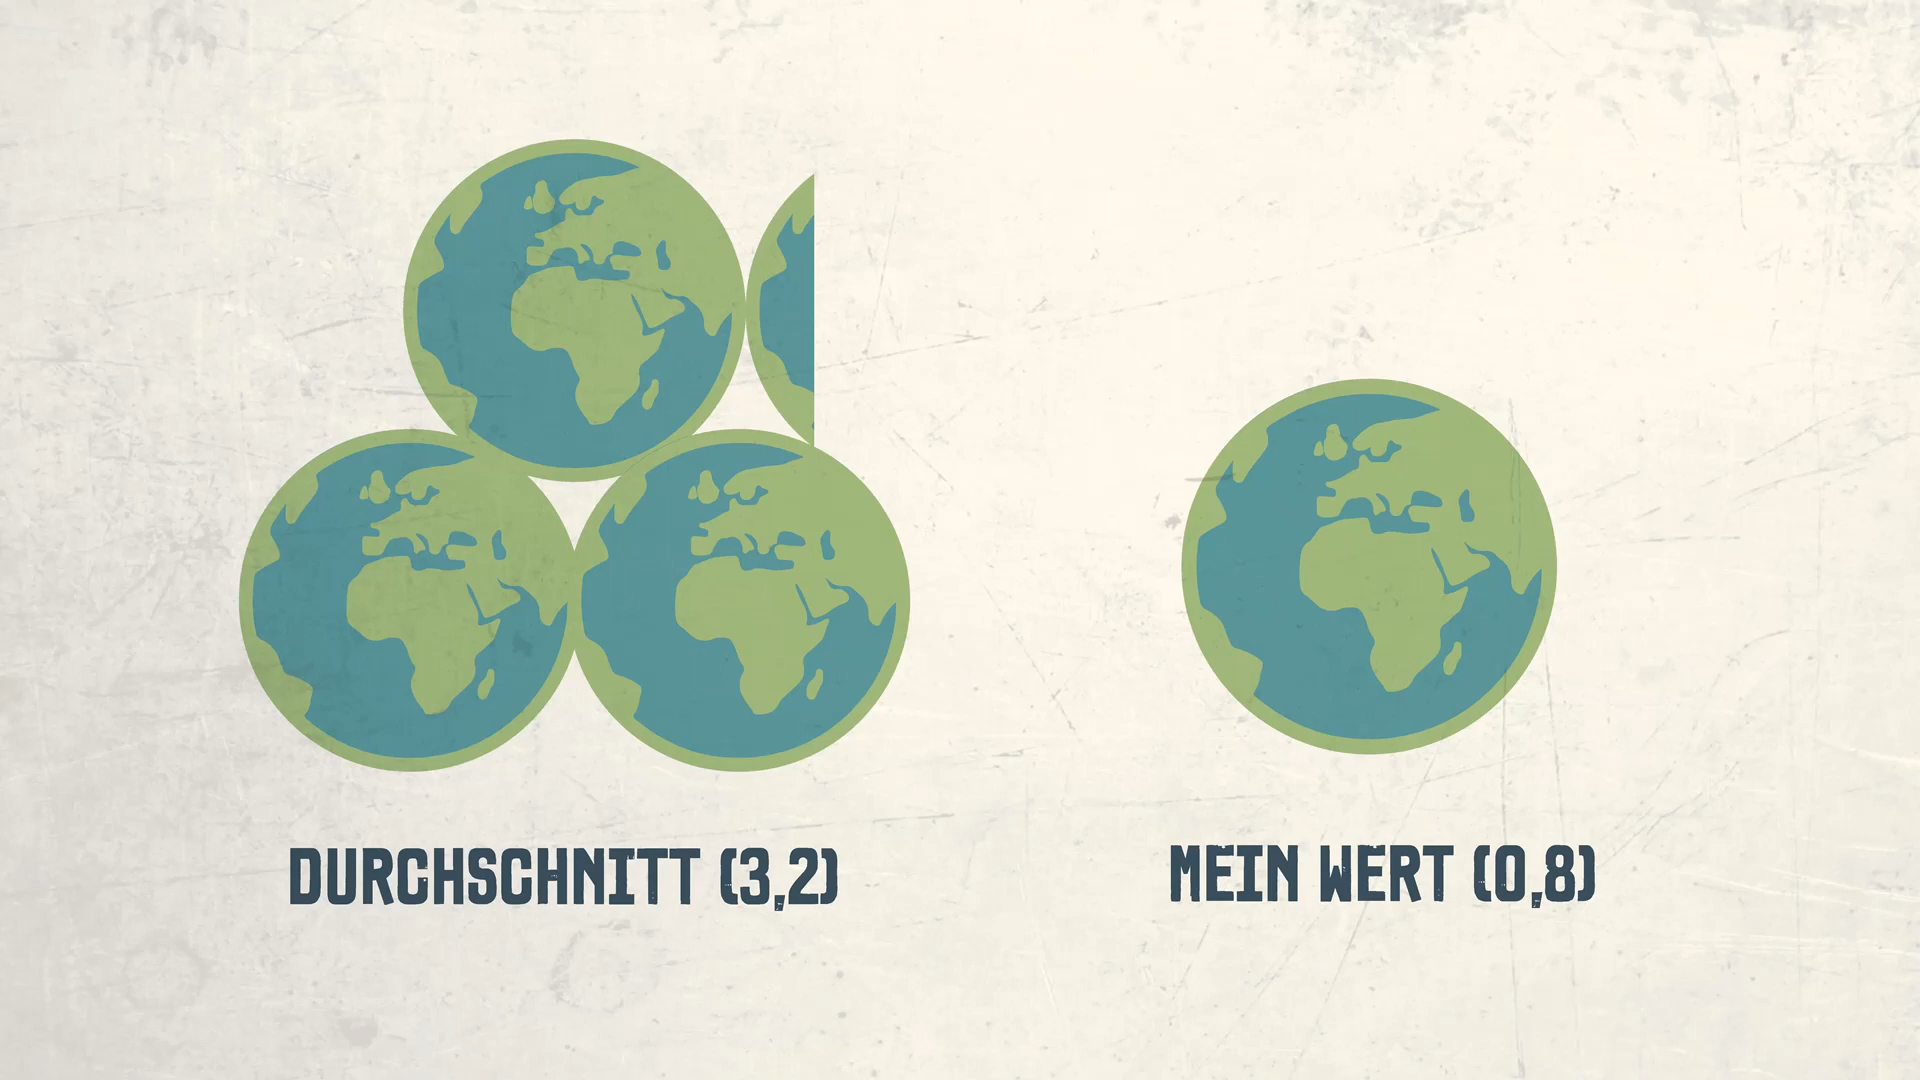 DURCHSCHNITT (3,2)
MEIN WERT (0,8)